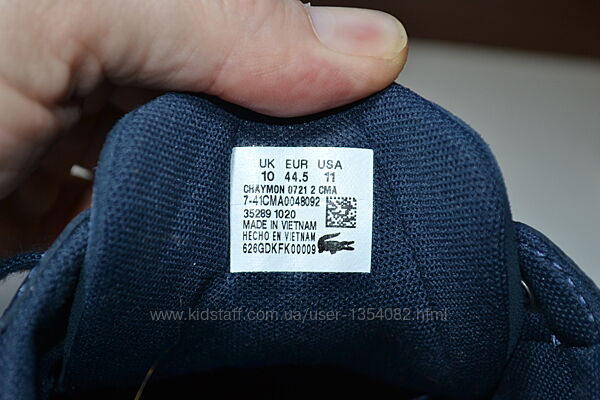 UK EUR USA
10 44.5 11
CHAYMON 0721 2 CMA
7-41CMA0048092
35289 1020
MADE IN VIETNAM
HECHO EN VIETNAM
626GDKFK00009
www.kidstaff.com.ua/user-1354082.html